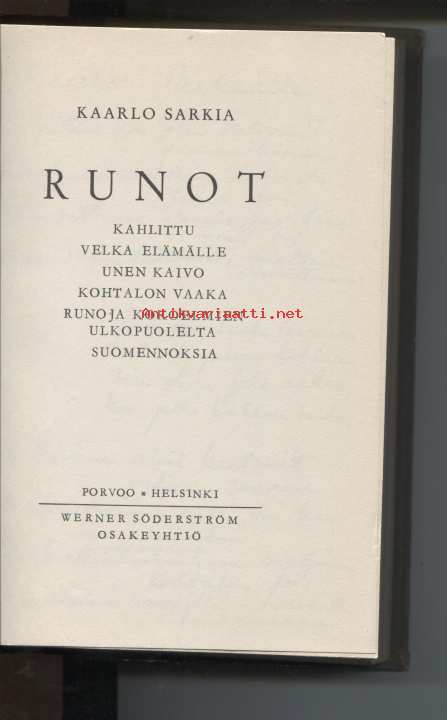 KAARLO SARKIA
RUNOT
KAHLITTU
VELKA ELÄMÄLLE
UNEN KAIVO
KOHTALON VAAKA
RUNOJA KOKOELMIEN
Antikvariaatti.net
ULKOPUOLELTA
SUOMENNOKSIA
PORVOO * HELSINKI
WERNER SÖDERSTRÖM
OSAKEYHTIÖ